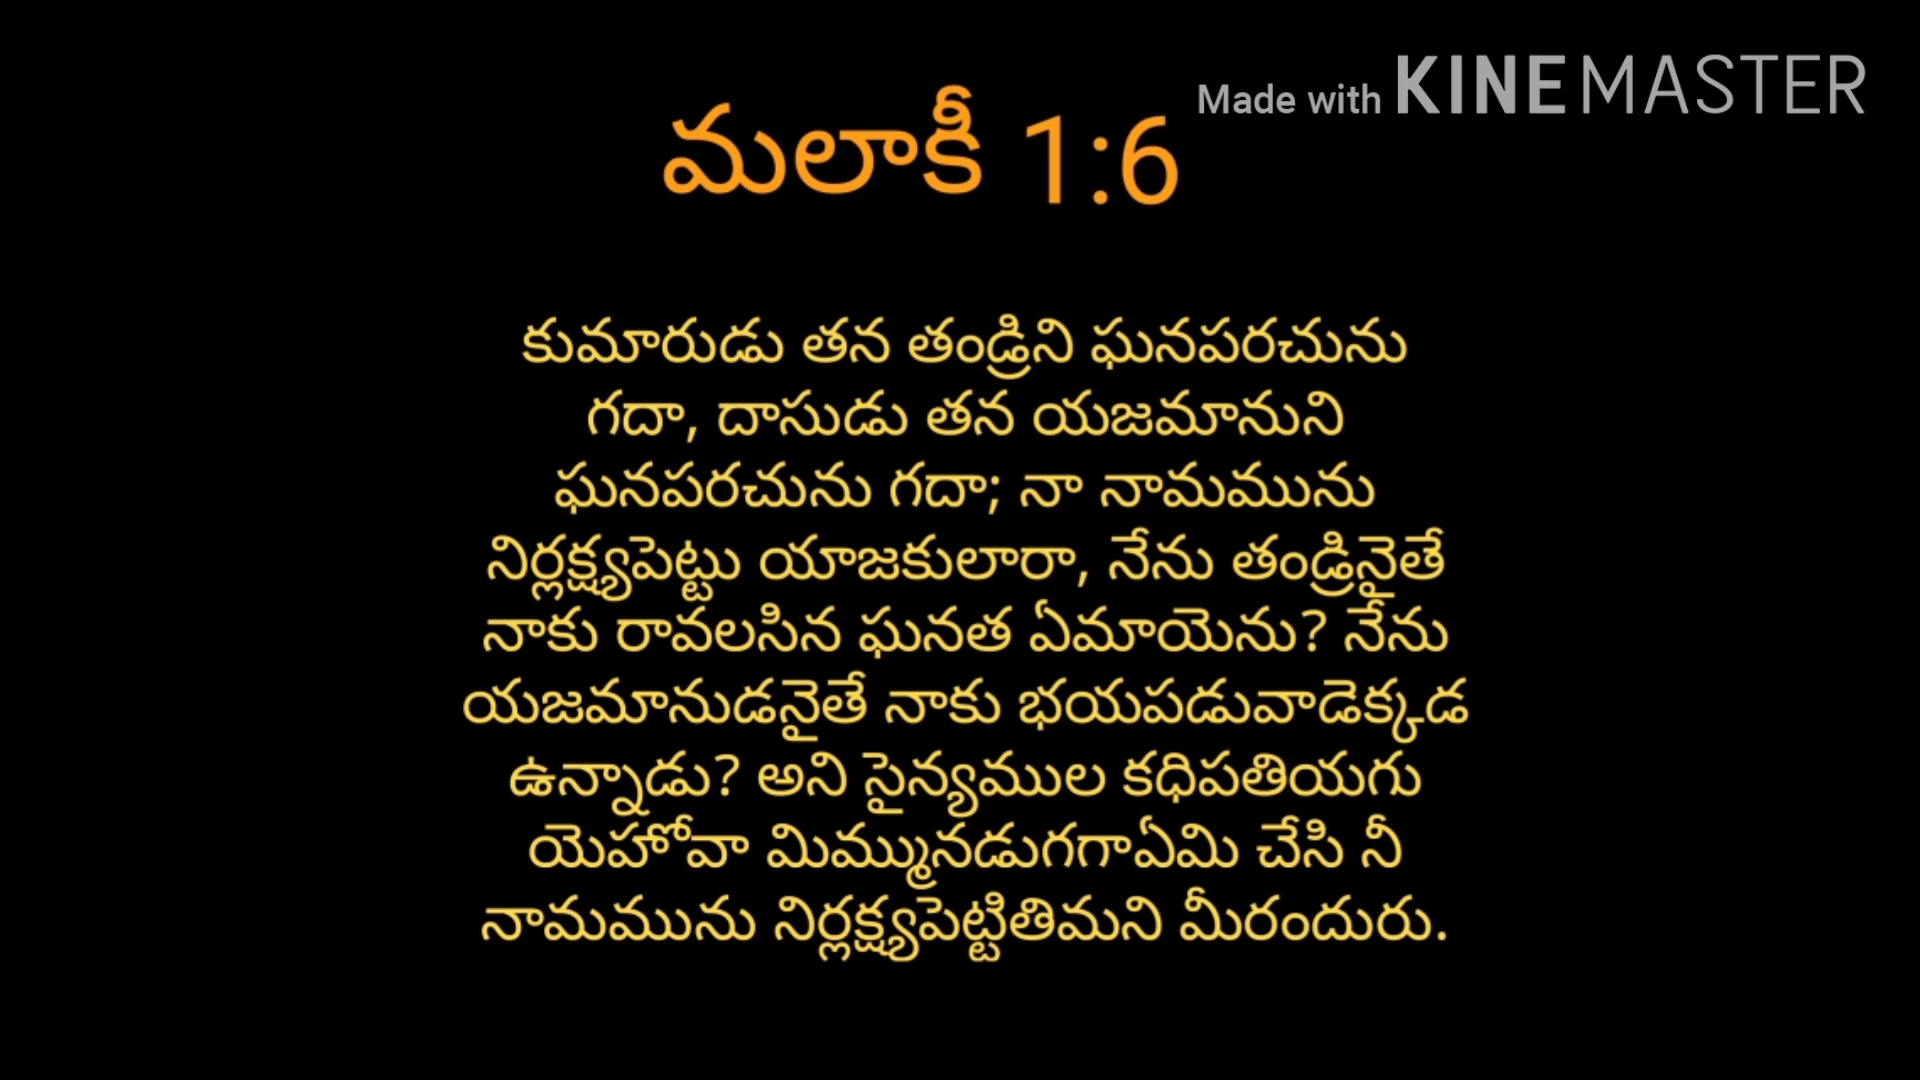 Made with KINEMASTER
మలాకీ 1:6
కుమారుడు తన తండ్రిని ఘనపరచును
గదా, దాసుడు తన యజమానుని
ఘనపరచును గదా; నా నామమును
నిర్లక్ష్యపెట్టు యాజకులారా, నేను తండ్రినైతే
నాకు రావలసిన ఘనత ఏమాయెను? నేను
యజమానుడనైతే నాకు భయపడువాడెక్కడ
ఉన్నాడు? అని సైన్యముల కధిపతియగు
యెహోవా మిమ్మునడుగగాఏమి చేసి నీ
నామమును నిర్లక్ష్యపెట్టితిమని మీరందురు.